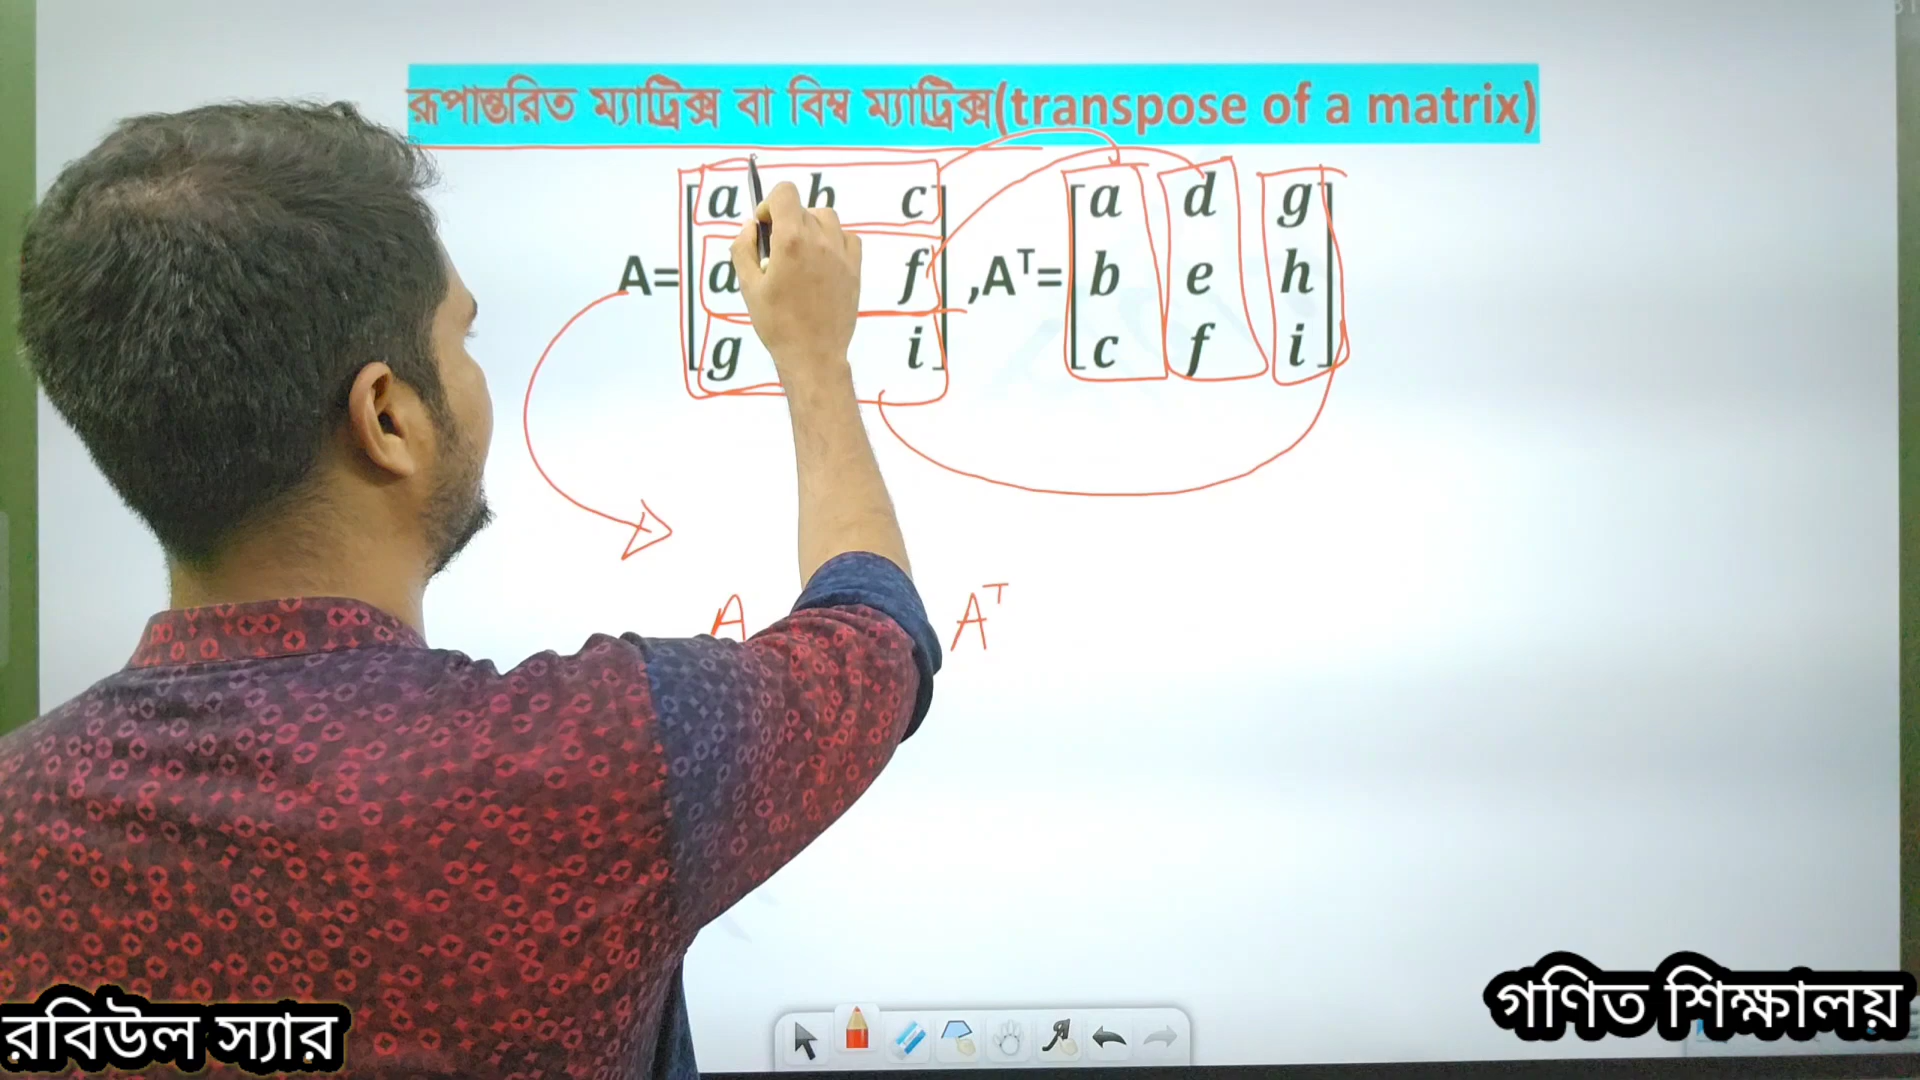 রূপান্তরিত ম্যাট্রিক্স বা বিম্ব ম্যাট্রিক্স(transpose of a matrix)
a b c a d g
A= d f ,Aᵀ= b e h
g i c f i
A Aᵀ
রবিউল স্যার
গণিত শিক্ষালয়